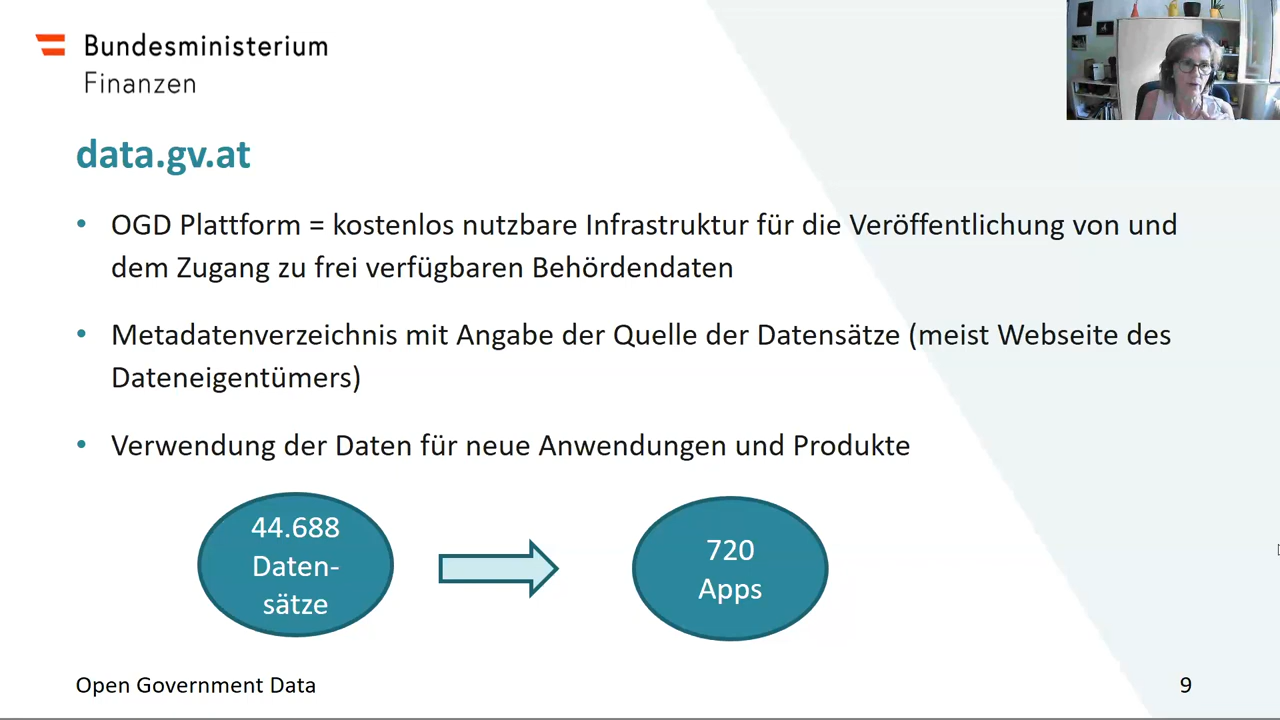 Bundesministerium
Finanzen
data.gv.at
• OGD Plattform = kostenlos nutzbare Infrastruktur für die Veröffentlichung von und
dem Zugang zu frei verfügbaren Behördendaten
• Metadatenverzeichnis mit Angabe der Quelle der Datensätze (meist Webseite des
Dateneigentümers)
• Verwendung der Daten für neue Anwendungen und Produkte
44.688
Daten-
sätze
720
Apps
Open Government Data
9